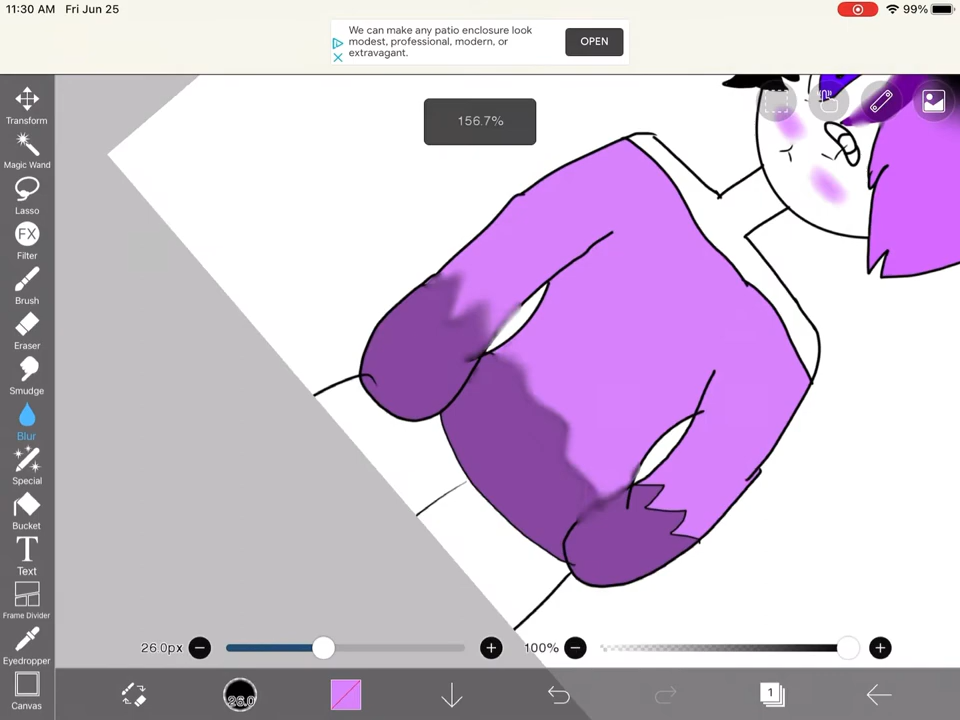 11:30 AM Fri Jun 25
99%
We can make any patio enclosure look
modest, professional, modern, or
extravagant.
OPEN
156.7%
Transform
Magic Wand
Lasso
FX
Filter
Brush
Eraser
Smudge
Blur
Special
Bucket
T
Text
Frame Divider
Eyedropper
Canvas
26.0px
100%
26.0
1